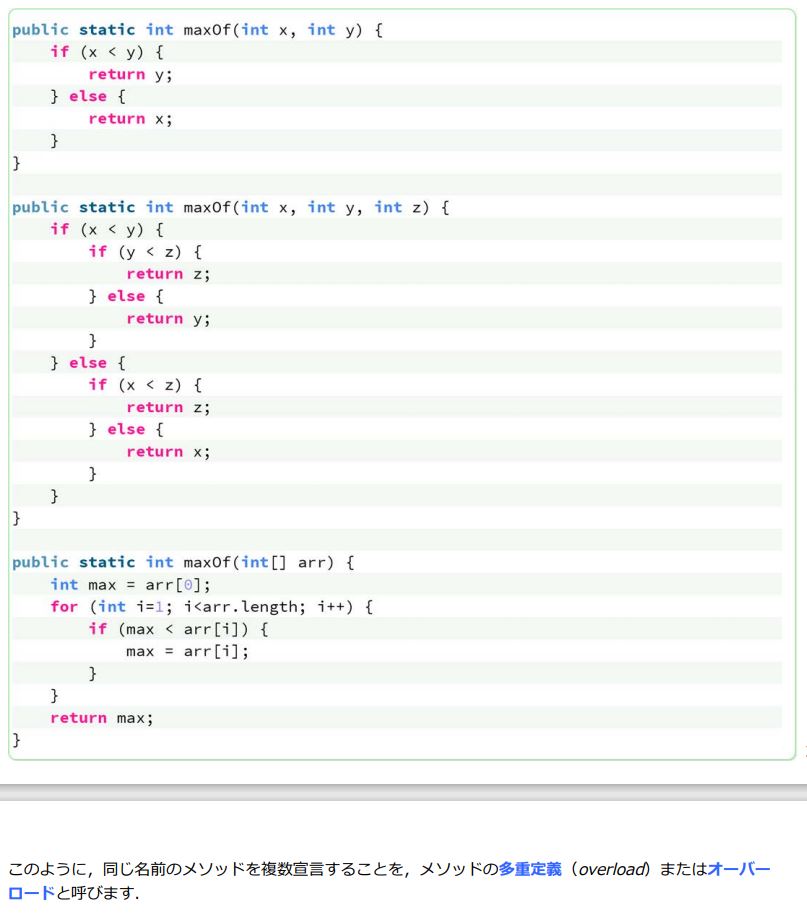 public static int maxOf(int x, int y) {
    if (x < y) {
        return y;
    } else {
        return x;
    }
}

public static int maxOf(int x, int y, int z) {
    if (x < y) {
        if (y < z) {
            return z;
        } else {
            return y;
        }
    } else {
        if (x < z) {
            return z;
        } else {
            return x;
        }
    }
}

public static int maxOf(int[] arr) {
    int max = arr[0];
    for (int i=1; i<arr.length; i++) {
        if (max < arr[i]) {
            max = arr[i];
        }
    }
    return max;
}

このように，同じ名前のメソッドを複数宣言することを，メソッドの多重定義（overload）またはオーバー
ロードと呼びます．